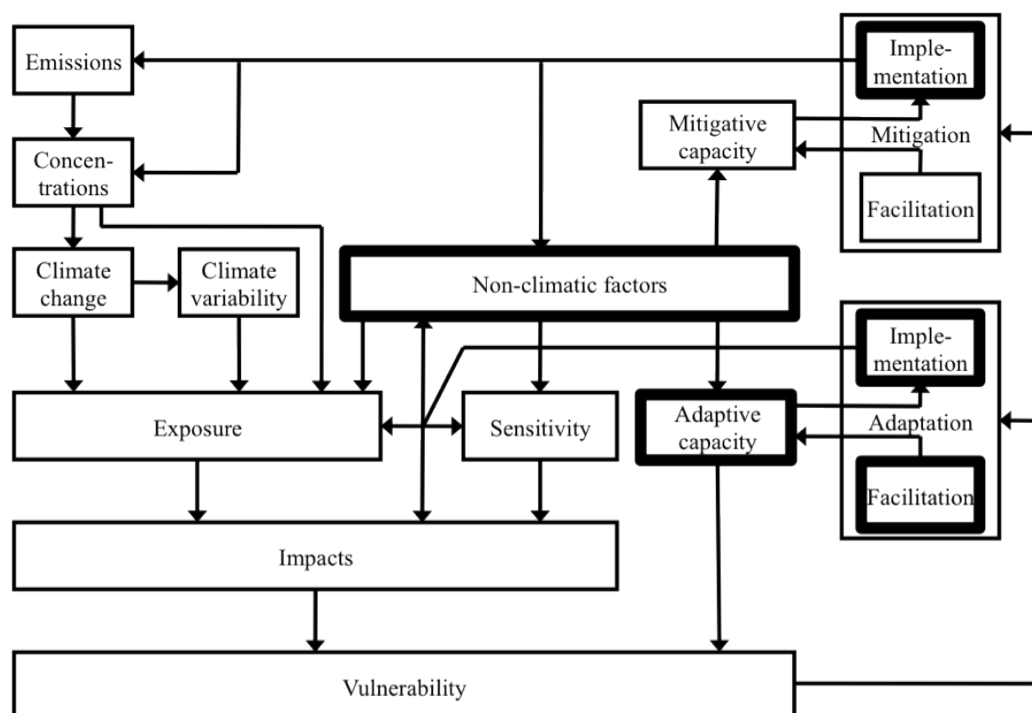 Emissions
Imple-
mentation
Mitigative
capacity
Mitigation
Concen-
trations
Facilitation
Climate
change
Climate
variability
Non-climatic factors
Imple-
mentation
Exposure
Sensitivity
Adaptive
capacity
Adaptation
Facilitation
Impacts
Vulnerability